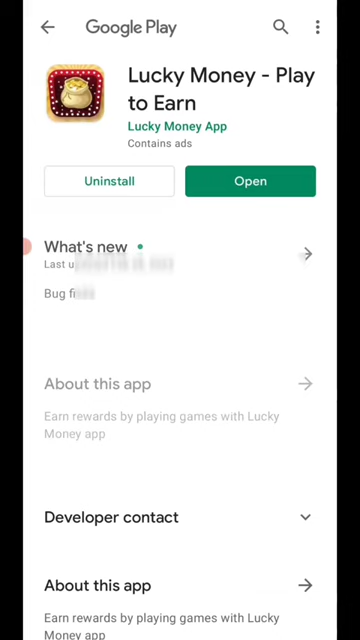 Google Play
Lucky Money - Play
to Earn
Lucky Money App
Contains ads
Uninstall
Open
What's new
Last
Bug
About this app
Earn rewards by playing games with Lucky
Money app
Developer contact
About this app
Earn rewards by playing games with Lucky
Money app